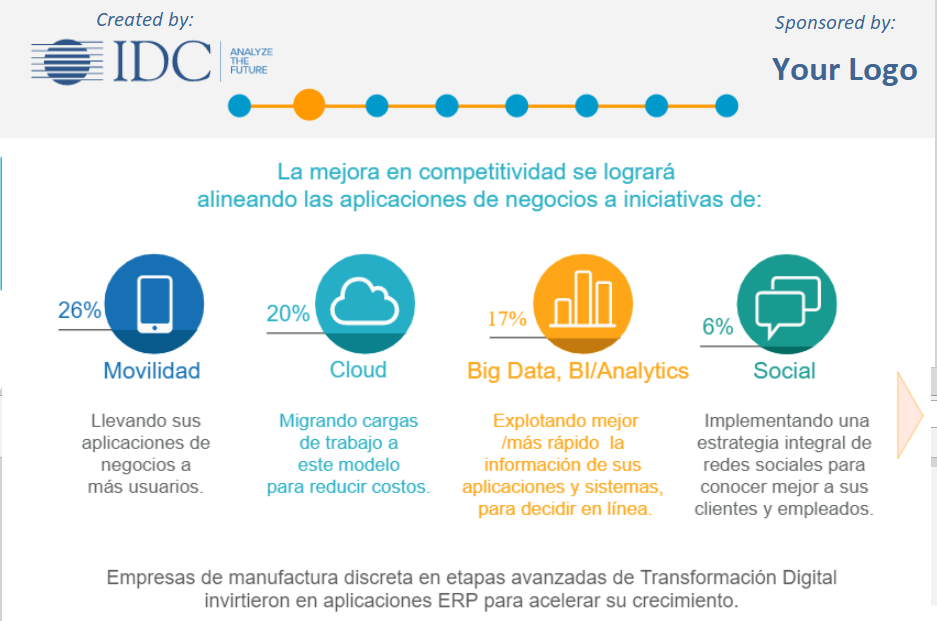 Created by:
IDC
ANALYZE
THE
FUTURE
Sponsored by:
Your Logo
La mejora en competitividad se logrará
alineando las aplicaciones de negocios a iniciativas de:
26%
Movilidad
Llevando sus
aplicaciones de
negocios a
más usuarios.
20%
Cloud
Migrando cargas
de trabajo a
este modelo
para reducir costos.
17%
Big Data, BI/Analytics
Explotando mejor
/más rápido la
información de sus
aplicaciones y sistemas,
para decidir en línea.
6%
Social
Implementando una
estrategia integral de
redes sociales para
conocer mejor a sus
clientes y empleados.
Empresas de manufactura discreta en etapas avanzadas de Transformación Digital
invirtieron en aplicaciones ERP para acelerar su crecimiento.